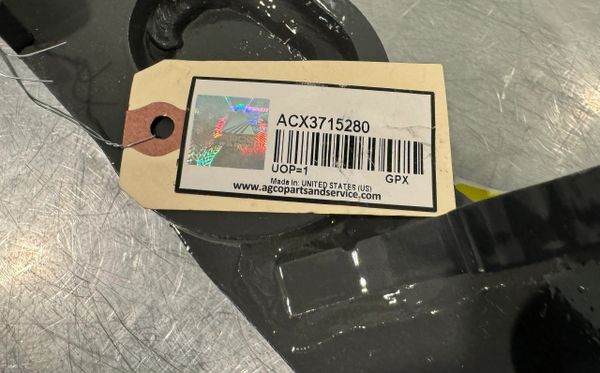 ACX3715280
UOP=1 GPX
Made In: UNITED STATES (US)
www.agcopartsandservice.com